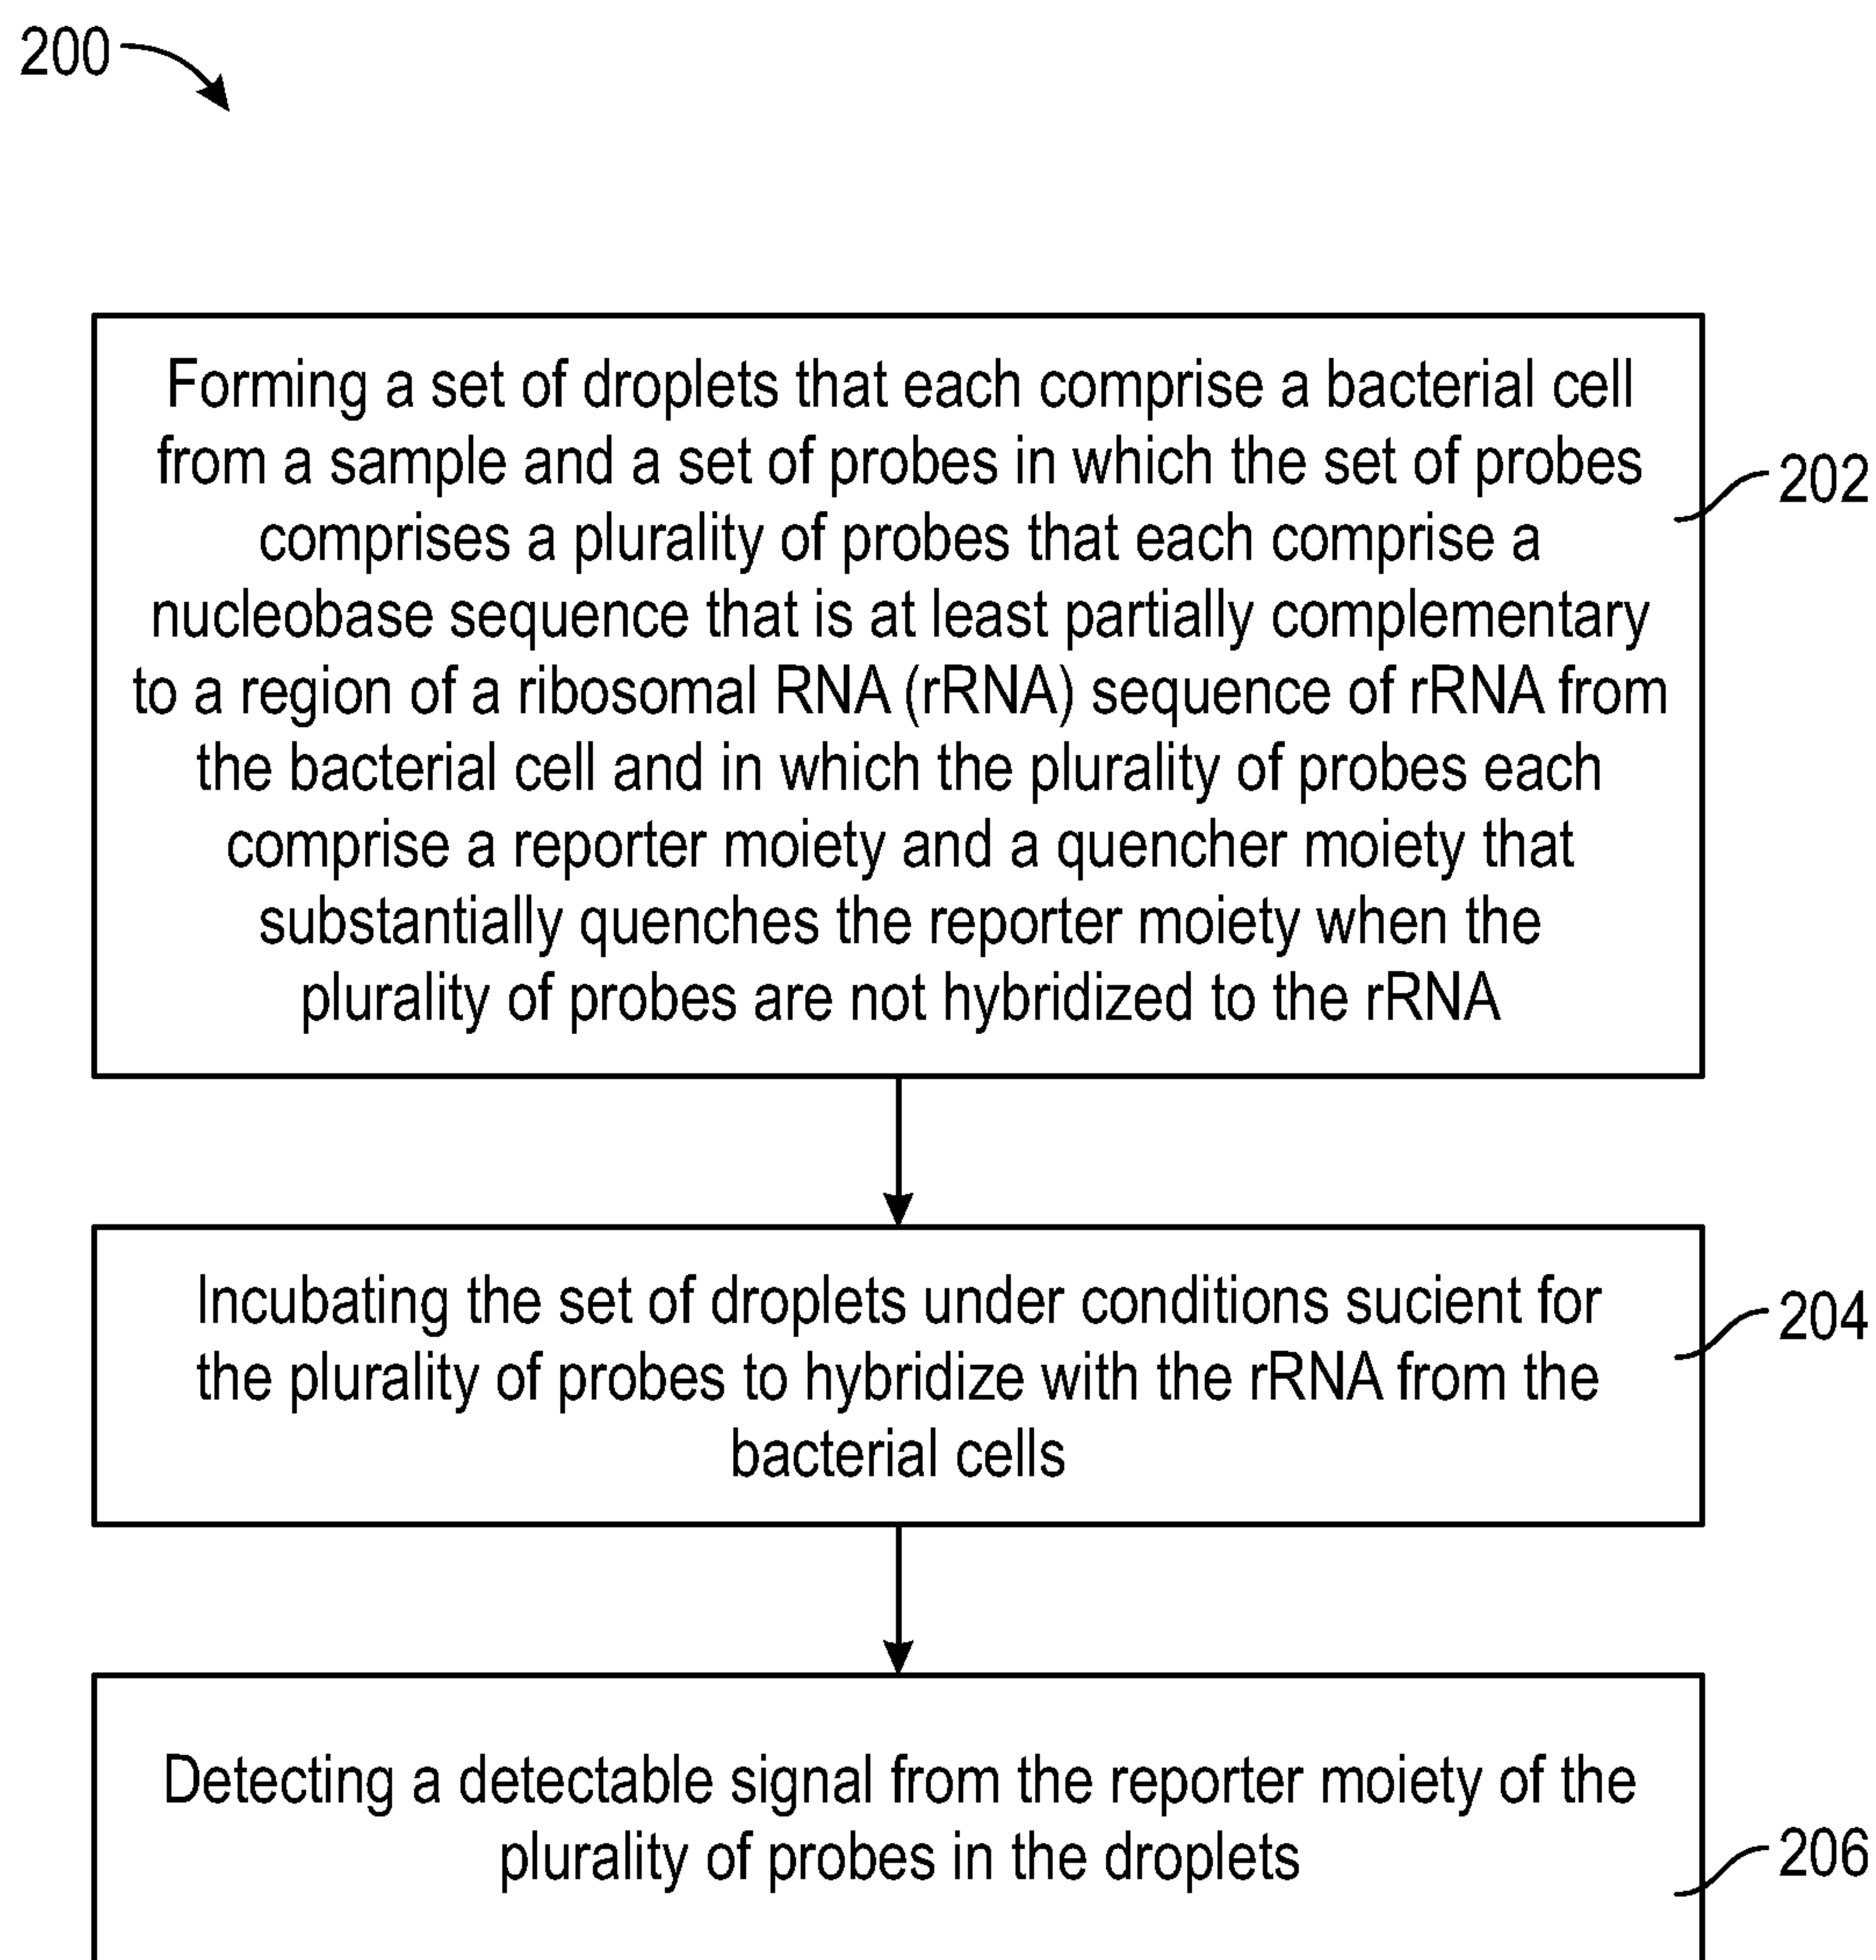 200
Forming a set of droplets that each comprise a bacterial cell
from a sample and a set of probes in which the set of probes
comprises a plurality of probes that each comprise a
nucleobase sequence that is at least partially complementary
to a region of a ribosomal RNA (rRNA) sequence of rRNA from
the bacterial cell and in which the plurality of probes each
comprise a reporter moiety and a quencher moiety that
substantially quenches the reporter moiety when the
plurality of probes are not hybridized to the rRNA
202
Incubating the set of droplets under conditions sucient for
the plurality of probes to hybridize with the rRNA from the
bacterial cells
204
Detecting a detectable signal from the reporter moiety of the
plurality of probes in the droplets
206